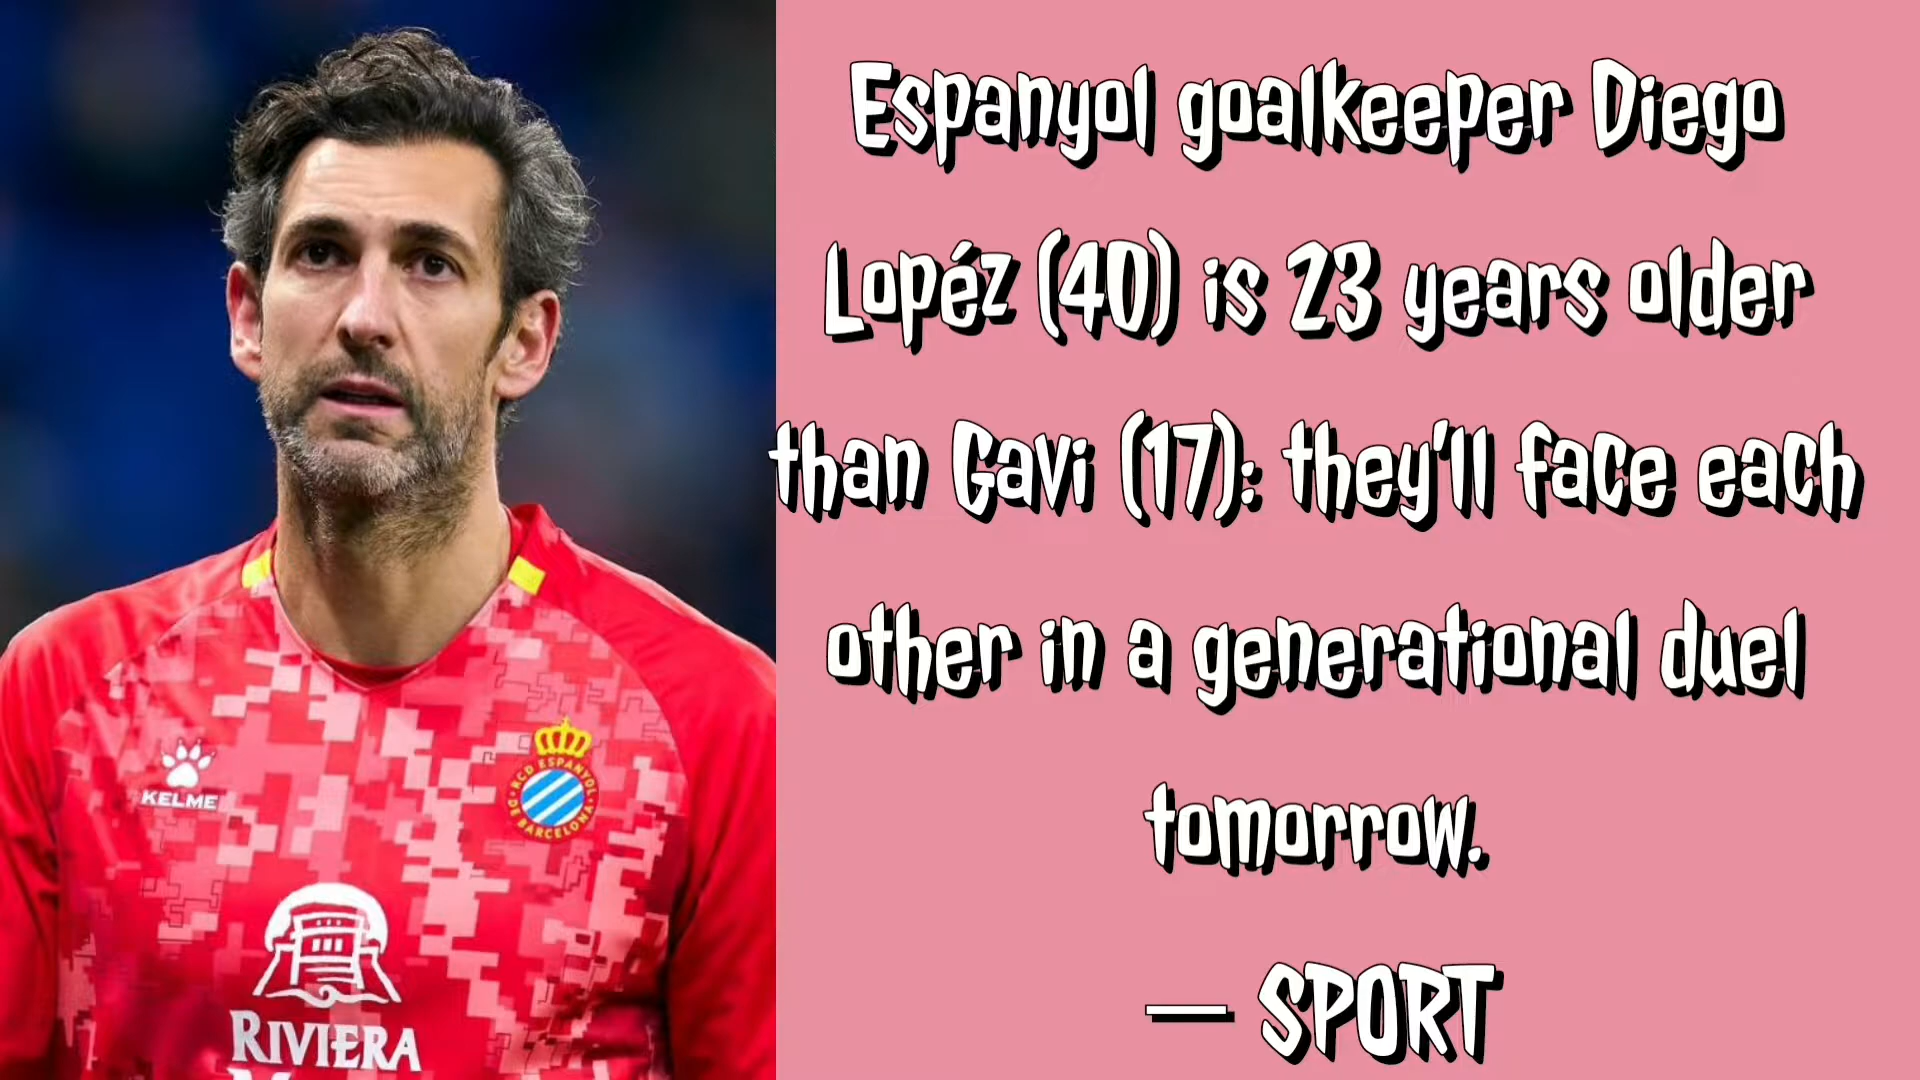 Espanyol goalkeeper Diego
Lopéz (40) is 23 years older
than Gavi (17): they'll face each
other in a generational duel
tomorrow.
— SPORT
KELME
RCD ESPANYOL
DE BARCELONA
RIVIERA